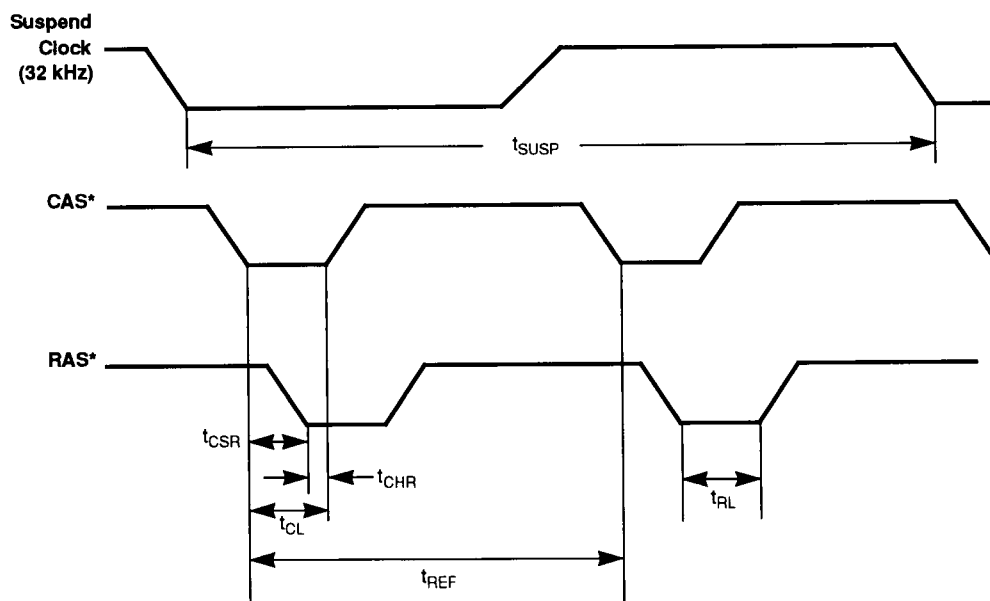 Suspend
Clock
(32 kHz)
tSUSP
CAS*
RAS*
tCSR
tCHR
tCL
tRL
tREF